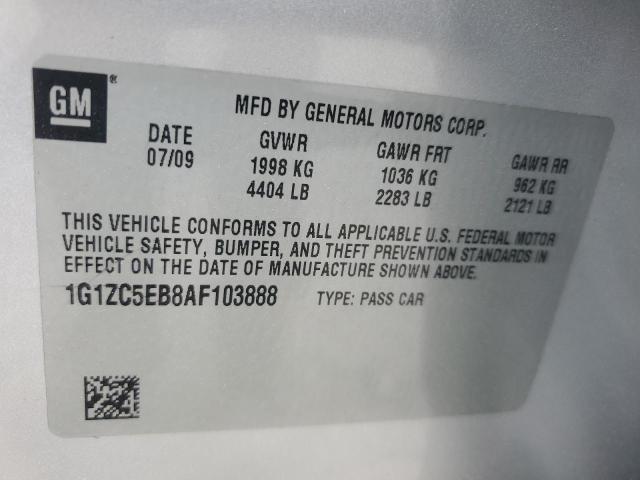 GM®
MFD BY GENERAL MOTORS CORP.
DATE GVWR GAWR FRT GAWR RR
07/09 1998 KG 1036 KG 962 KG
4404 LB 2283 LB 2121 LB
THIS VEHICLE CONFORMS TO ALL APPLICABLE U.S. FEDERAL MOTOR
VEHICLE SAFETY, BUMPER, AND THEFT PREVENTION STANDARDS IN
EFFECT ON THE DATE OF MANUFACTURE SHOWN ABOVE.
1G1ZC5EB8AF103888 TYPE: PASS CAR